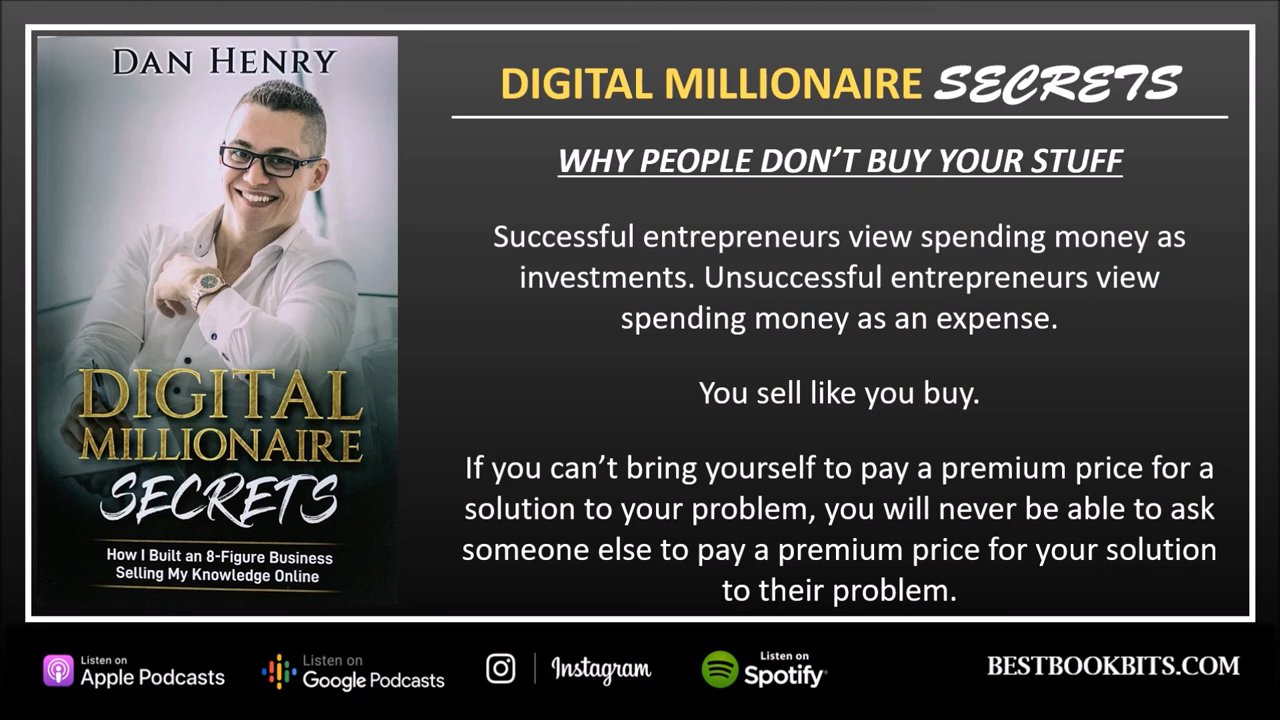 DAN HENRY
DIGITAL
MILLIONAIRE
SECRETS
How I Built an 8-Figure Business
Selling My Knowledge Online
DIGITAL MILLIONAIRE SECRETS
WHY PEOPLE DON’T BUY YOUR STUFF
Successful entrepreneurs view spending money as
investments. Unsuccessful entrepreneurs view
spending money as an expense.
You sell like you buy.
If you can’t bring yourself to pay a premium price for a
solution to your problem, you will never be able to ask
someone else to pay a premium price for your solution
to their problem.
Listen on
Apple Podcasts
Listen on
Google Podcasts
Instagram
Listen on
Spotify
BESTBOOKBITS.COM